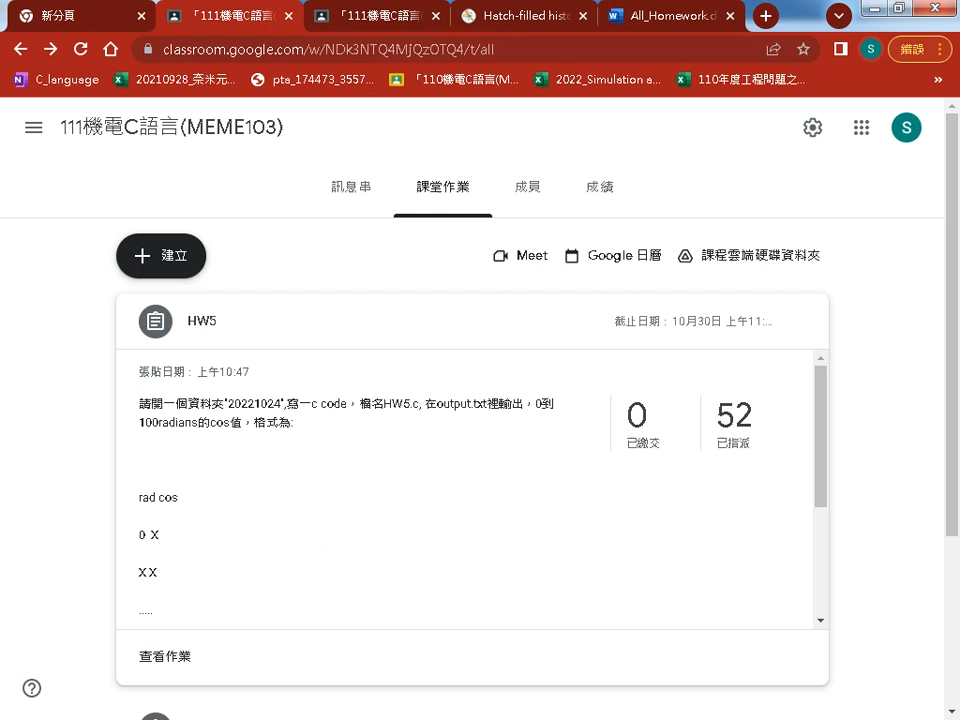 新分頁
「111機電C語言
「111機電C語言
Hatch-filled histo
All_Homework.d
classroom.google.com/w/NDk3NTQ4MjQzOTQ4/t/all
S
錯誤
C_language
20210928_奈米元...
pta_174473_3557...
「110機電C語言(M...
2022_Simulation a...
110年度工程問題之...
»
111機電C語言(MEME103)
S
訊息串
課堂作業
成員
成績
建立
Meet
Google 日曆
課程雲端硬碟資料夾
HW5
截止日期：10月30日 上午11:...
張貼日期：上午10:47
請開一個資料夾"20221024",寫一c code，檔名HW5.c, 在output.txt裡輸出，0到
100radians的cos值，格式為:
0
已繳交
52
已指派
rad cos
0 X
X X
.....
查看作業